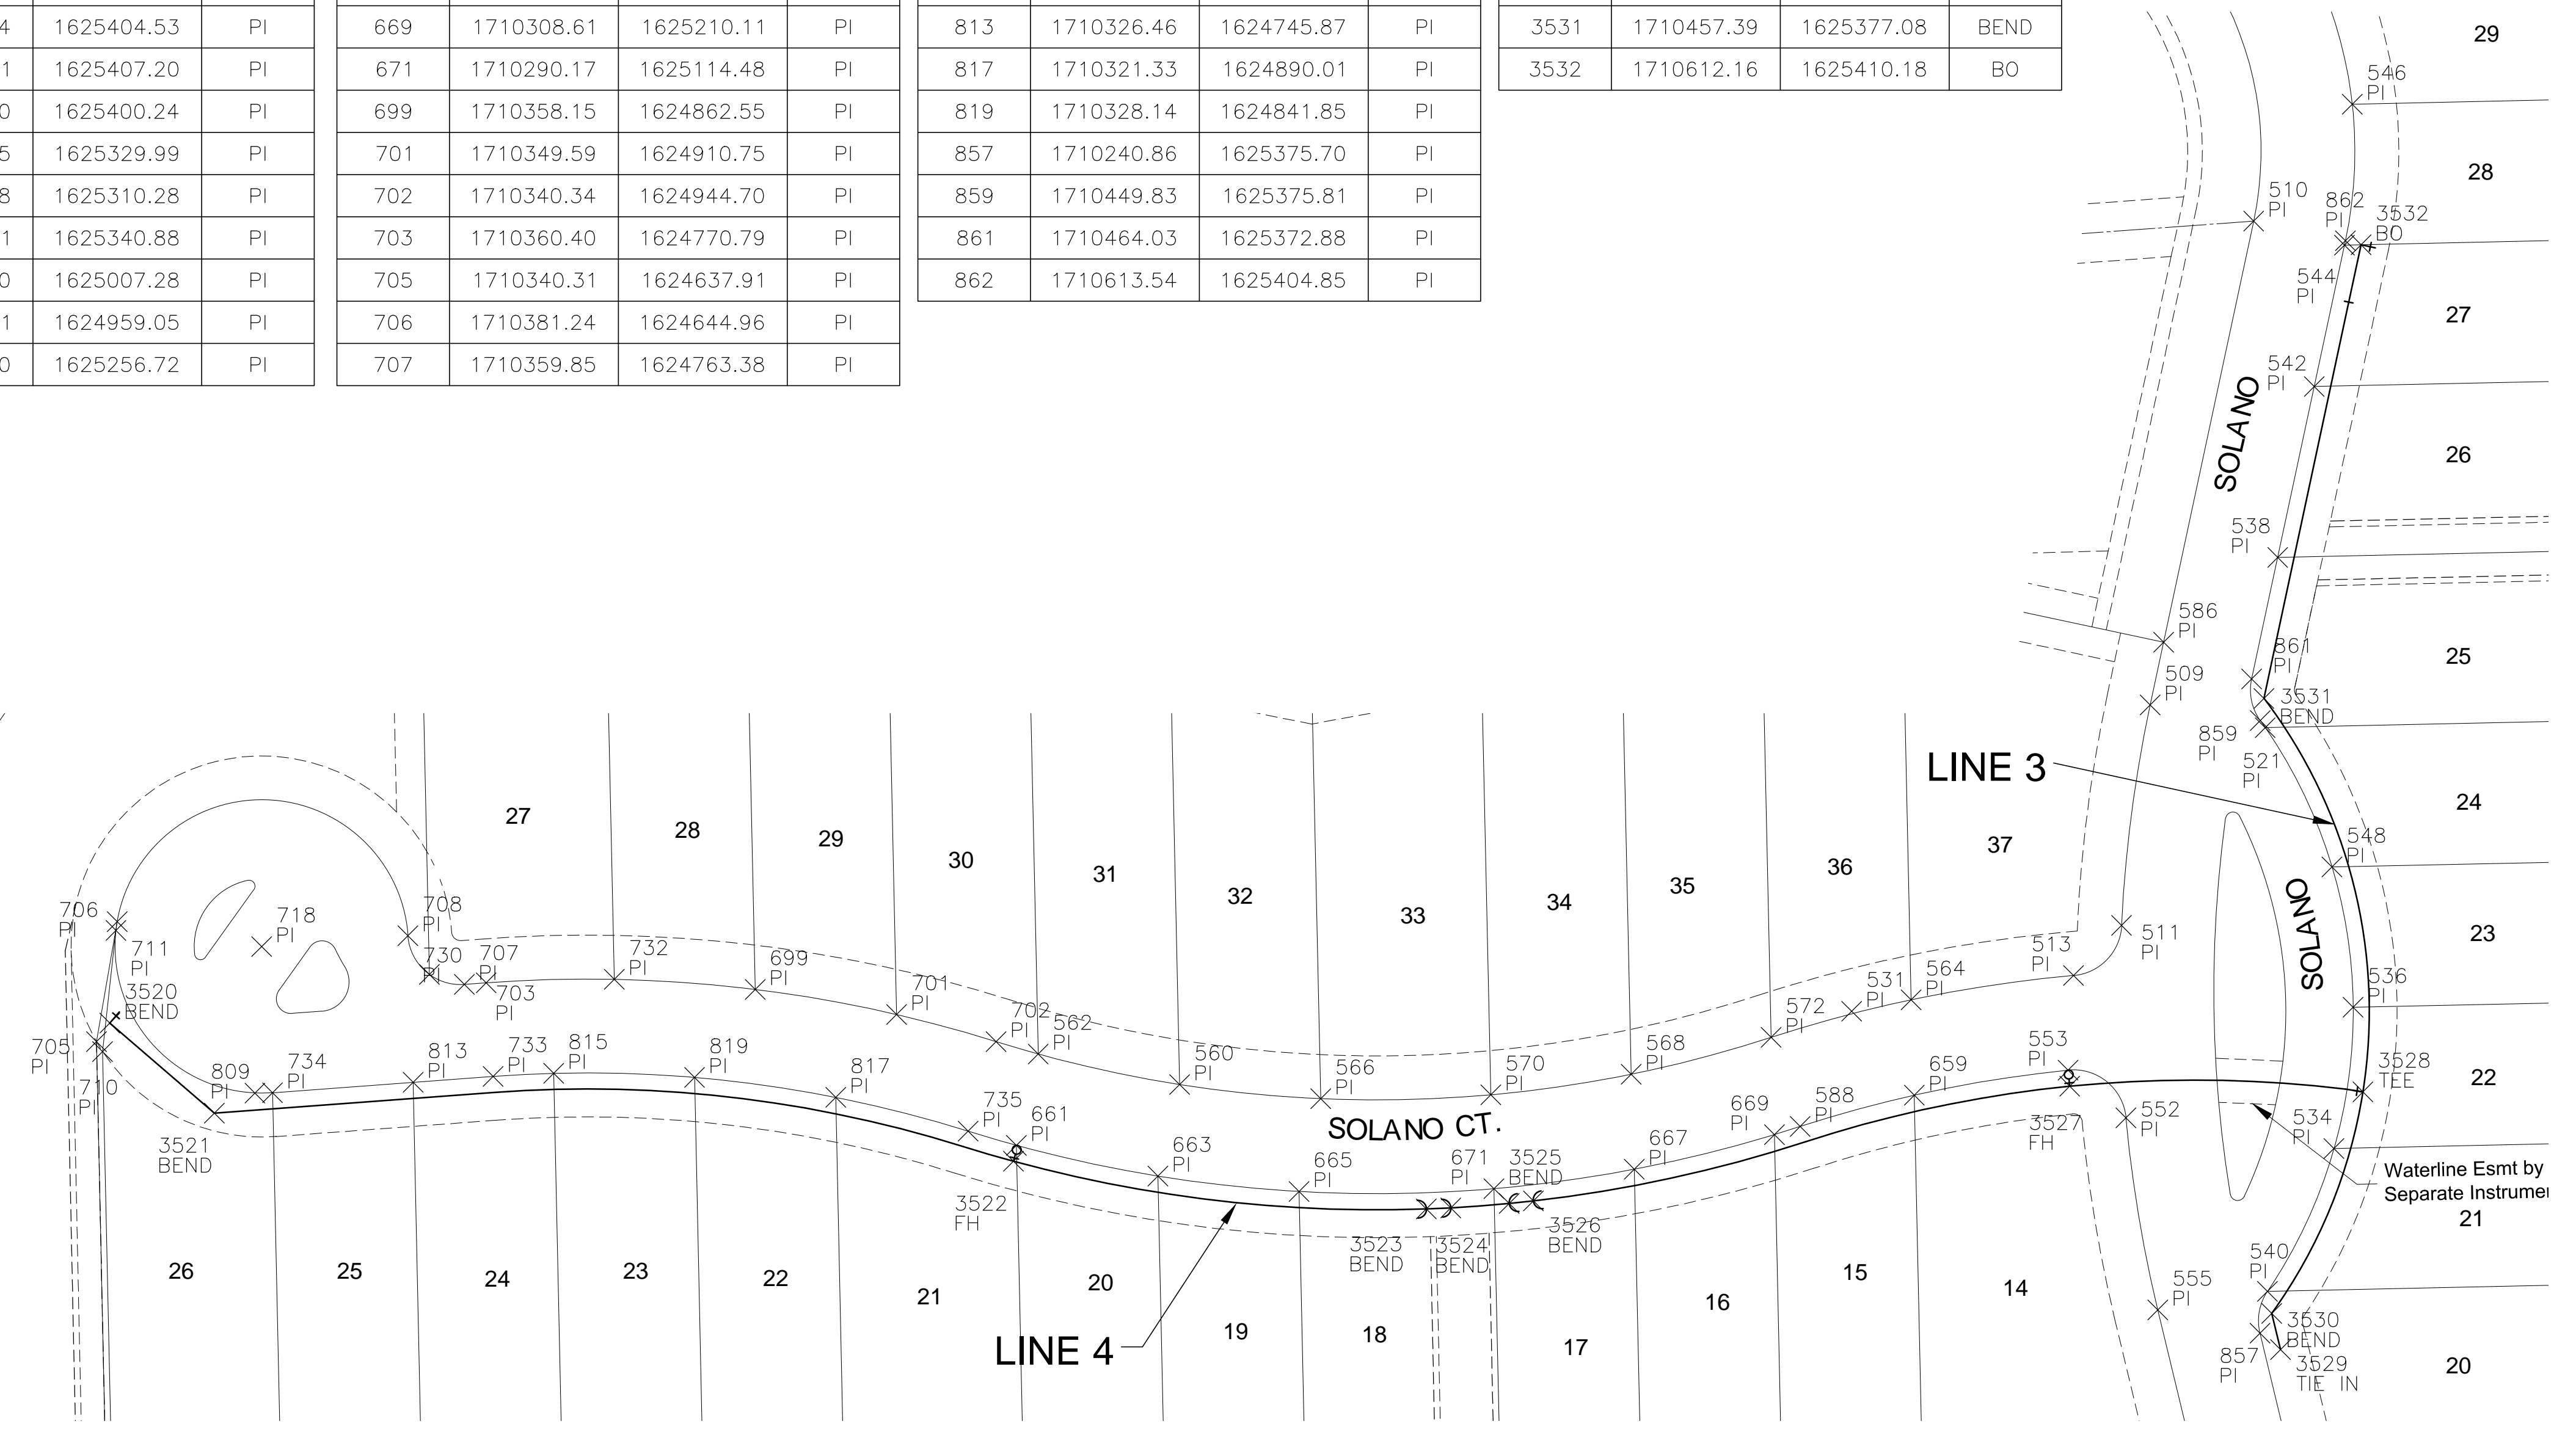 4 1625404.53 PI
1 1625407.20 PI
0 1625400.24 PI
5 1625329.99 PI
8 1625310.28 PI
1 1625340.88 PI
0 1625007.28 PI
1 1624959.05 PI
0 1625256.72 PI
669 1710308.61 1625210.11 PI
671 1710290.17 1625114.48 PI
699 1710358.15 1624862.55 PI
701 1710349.59 1624910.75 PI
702 1710340.34 1624944.70 PI
703 1710360.40 1624770.79 PI
705 1710340.31 1624637.91 PI
706 1710381.24 1624644.96 PI
707 1710359.85 1624763.38 PI
813 1710326.46 1624745.87 PI
817 1710321.33 1624890.01 PI
819 1710328.14 1624841.85 PI
857 1710240.86 1625375.70 PI
859 1710449.83 1625375.81 PI
861 1710464.03 1625372.88 PI
862 1710613.54 1625404.85 PI
3531 1710457.39 1625377.08 BEND
3532 1710612.16 1625410.18 BO
29
546
PI
28
510
PI
862
PI
3532
BO
544
PI
27
542
PI
SOLANO
26
538
PI
586
PI
861
PI
25
509
PI
3531
BEND
859
PI
521
PI
LINE 3
24
548
PI
27
28
29
30
31
32
33
34
35
36
37
SOLANO
23
706
PI
711
PI
718
PI
708
PI
730
PI
707
PI
703
PI
732
PI
699
PI
701
PI
702
PI
562
PI
560
PI
566
PI
570
PI
568
PI
572
PI
531
PI
564
PI
513
PI
511
PI
536
PI
3520
BEND
705
PI
710
PI
809
PI
734
PI
813
PI
733
PI
815
PI
819
PI
817
PI
735
PI
661
PI
663
PI
665
PI
SOLANO CT.
671
PI
3525
BEND
667
PI
669
PI
588
PI
659
PI
553
PI
3527
FH
552
PI
3528
TEE
22
534
PI
Waterline Esmt by
Separate Instrume
21
3521
BEND
3522
FH
3523
BEND
3524
BEND
3526
BEND
540
PI
555
PI
26
25
24
23
22
21
20
19
18
17
16
15
14
LINE 4
3530
BEND
857
PI
3529
TIE IN
20